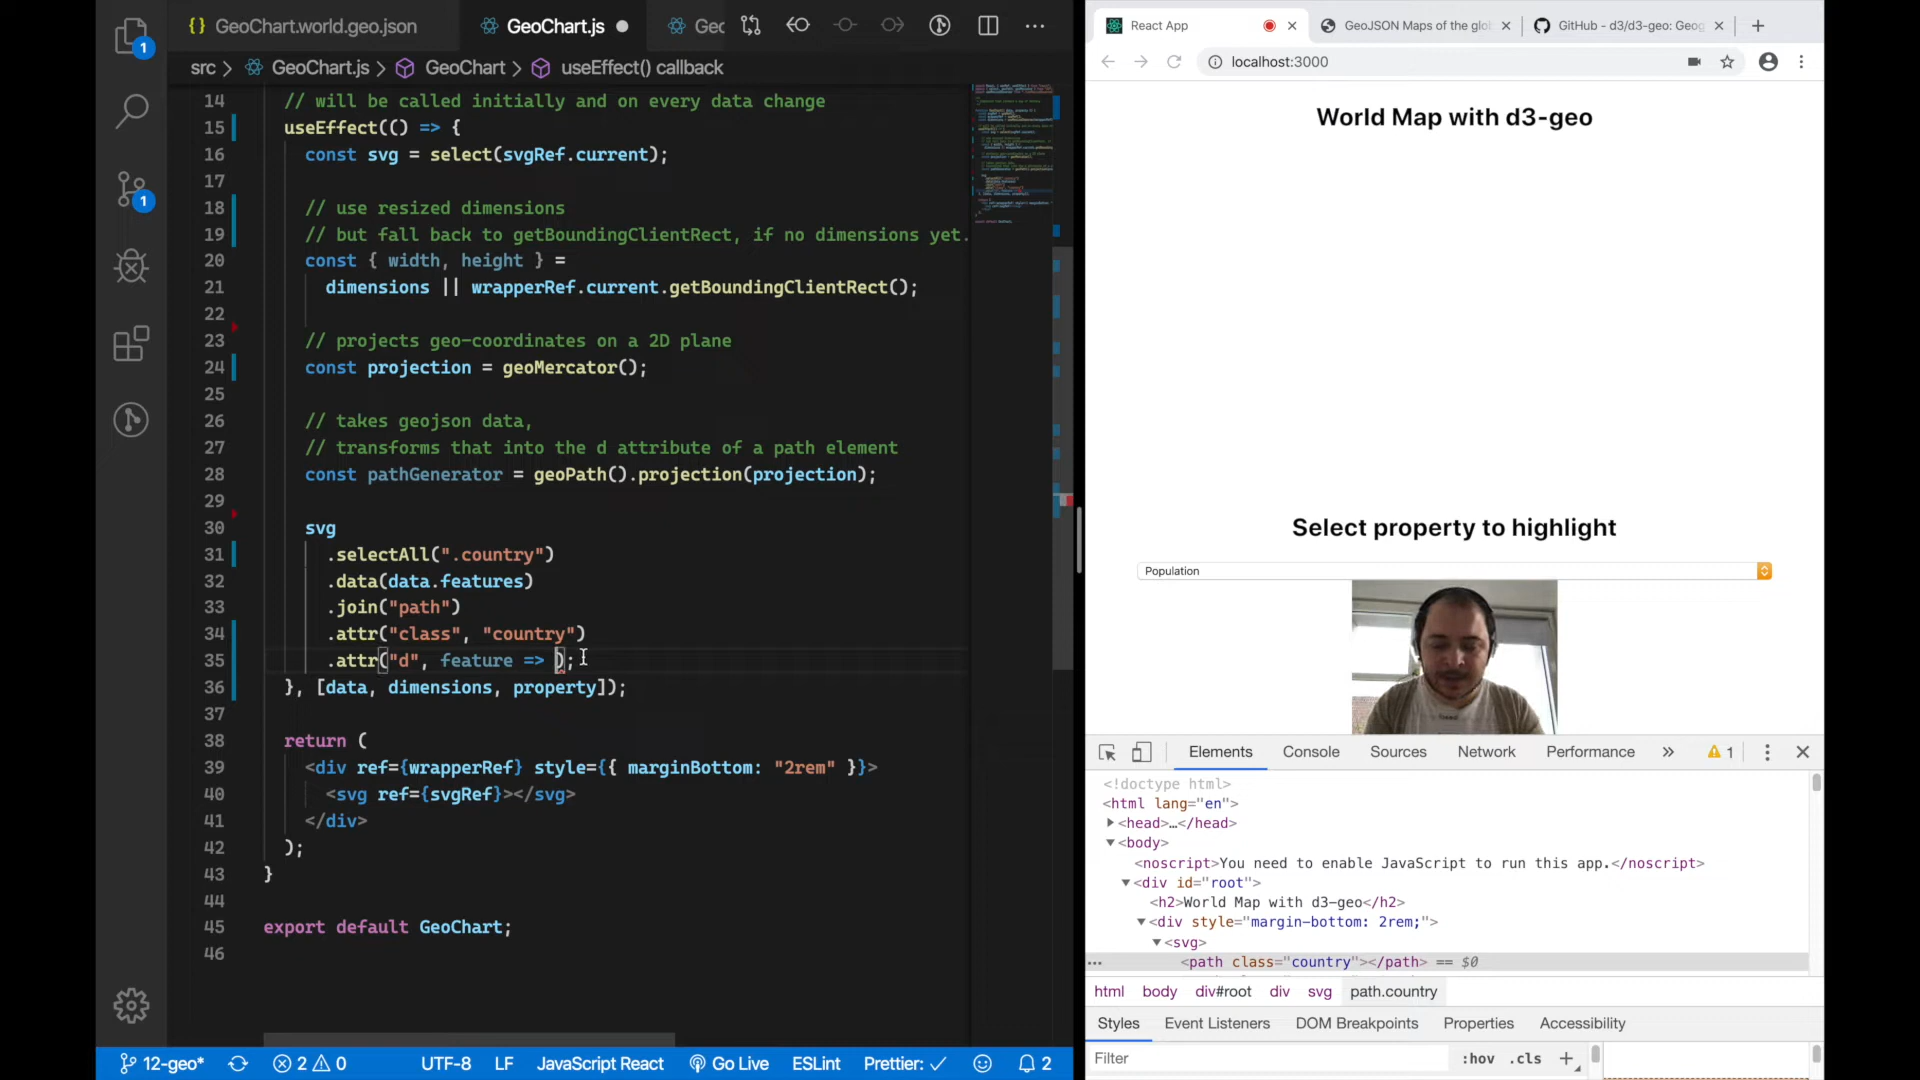 GeoChart.world.geo.json
GeoChart.js
Geo
src > GeoChart.js > GeoChart > useEffect() callback
14 // will be called initially and on every data change
15 useEffect(() => {
16 const svg = select(svgRef.current);
17
18 // use resized dimensions
19 // but fall back to getBoundingClientRect, if no dimensions yet.
20 const { width, height } =
21 dimensions || wrapperRef.current.getBoundingClientRect();
22
23 // projects geo-coordinates on a 2D plane
24 const projection = geoMercator();
25
26 // takes geojson data,
27 // transforms that into the d attribute of a path element
28 const pathGenerator = geoPath().projection(projection);
29
30 svg
31 .selectAll(".country")
32 .data(data.features)
33 .join("path")
34 .attr("class", "country")
35 .attr("d", feature => );
36 }, [data, dimensions, property]);
37
38 return (
39 <div ref={wrapperRef} style={{ marginBottom: "2rem" }}>
40 <svg ref={svgRef}></svg>
41 </div>
42 );
43 }
44
45 export default GeoChart;
46
1
1
12-geo* 2 0 UTF-8 LF JavaScript React Go Live ESLint Prettier: ✓ 2
React App
GeoJSON Maps of the glo
GitHub - d3/d3-geo: Geog
localhost:3000
World Map with d3-geo
Select property to highlight
Population
Elements Console Sources Network Performance » 1
<!doctype html>
<html lang="en">
<head>…</head>
<body>
<noscript>You need to enable JavaScript to run this app.</noscript>
<div id="root">
<h2>World Map with d3-geo</h2>
<div style="margin-bottom: 2rem;">
<svg>
<path class="country"></path> == $0
html body div#root div svg path.country
Styles Event Listeners DOM Breakpoints Properties Accessibility
Filter :hov .cls +